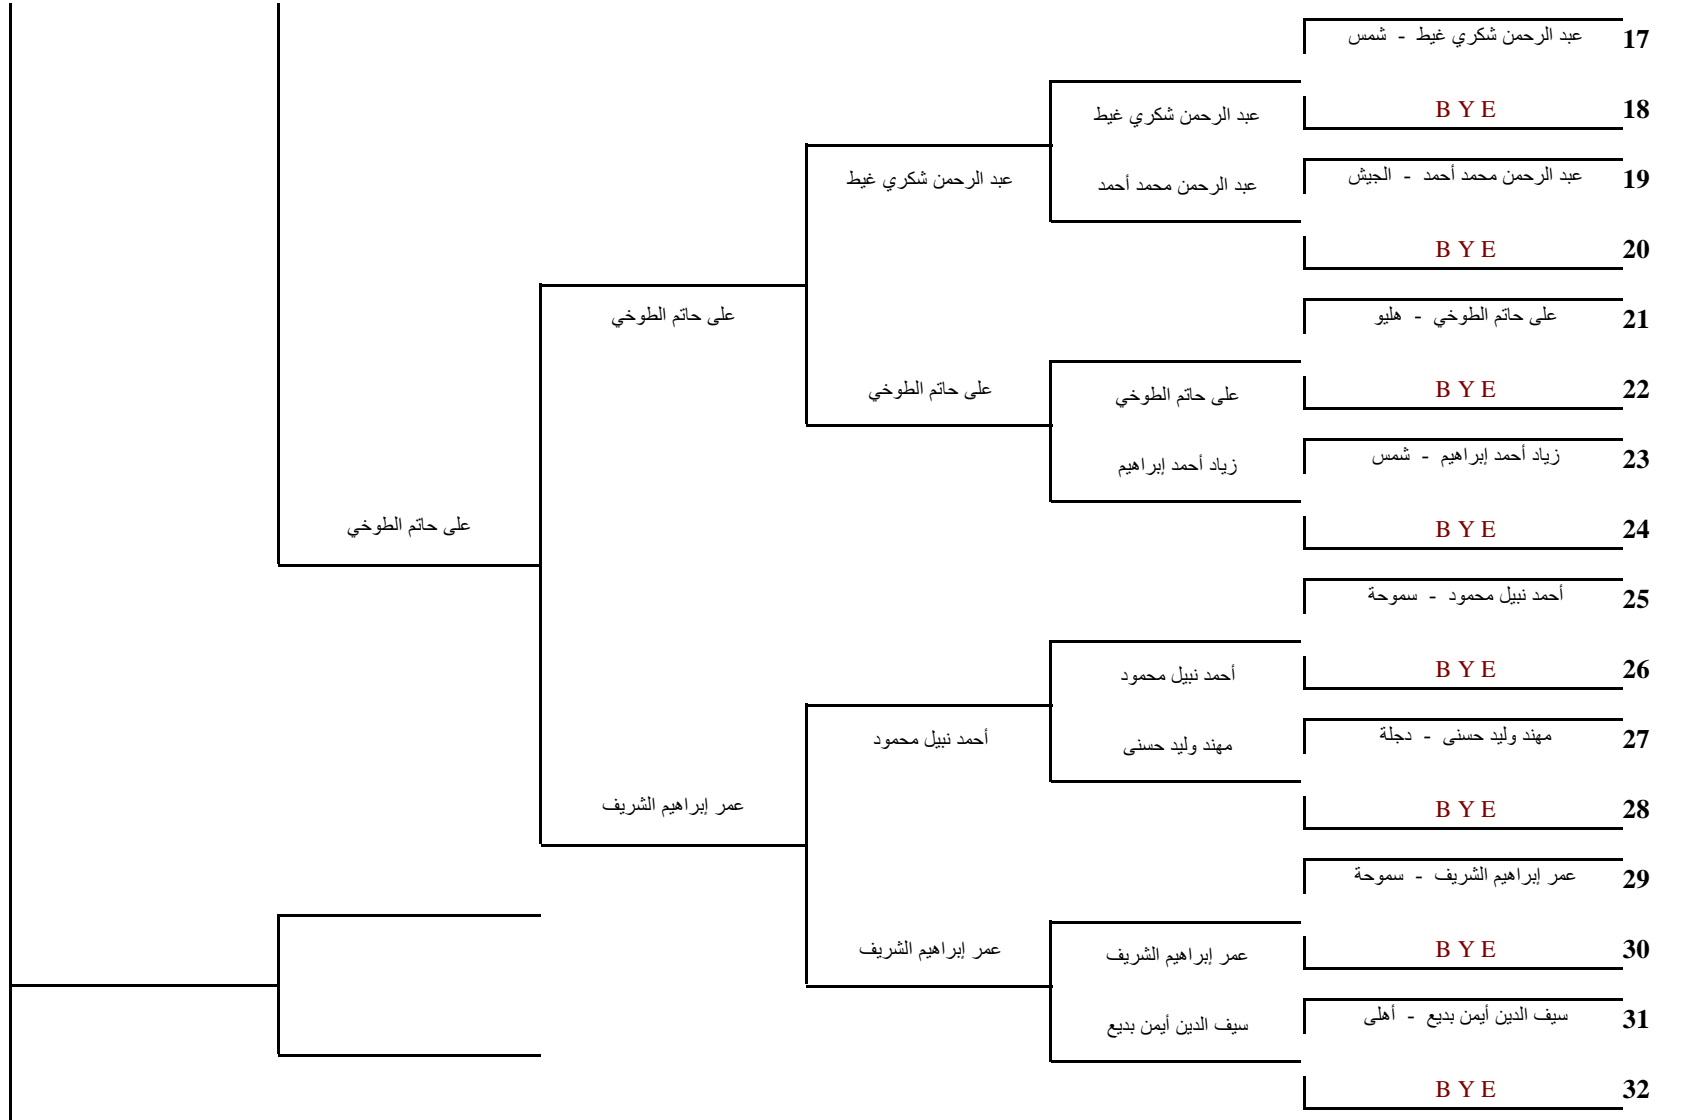 17 عبد الرحمن شكري غيط - شمس
18 B Y E
عبد الرحمن شكري غيط
19 عبد الرحمن محمد أحمد - الجيش
عبد الرحمن شكري غيط
عبد الرحمن محمد أحمد
20 B Y E
21 على حاتم الطوخي - هليو
على حاتم الطوخي
22 B Y E
على حاتم الطوخي
على حاتم الطوخي
23 زياد أحمد إبراهيم - شمس
زياد أحمد إبراهيم
24 B Y E
على حاتم الطوخي
25 أحمد نبيل محمود - سموحة
26 B Y E
أحمد نبيل محمود
27 مهند وليد حسنى - دجلة
مهند وليد حسنى
أحمد نبيل محمود
28 B Y E
عمر إبراهيم الشريف
29 عمر إبراهيم الشريف - سموحة
30 B Y E
عمر إبراهيم الشريف
عمر إبراهيم الشريف
31 سيف الدين أيمن بديع - أهلى
سيف الدين أيمن بديع
32 B Y E